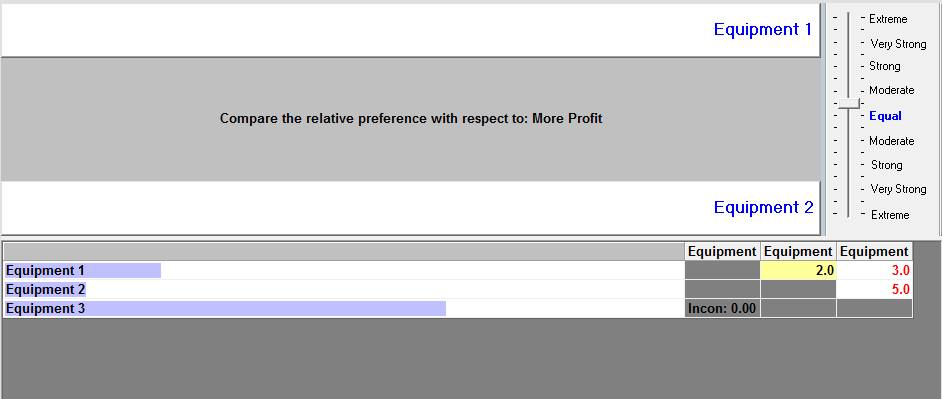 Equipment 1
Extreme
Very Strong
Strong
Moderate
Compare the relative preference with respect to: More Profit
Equal
Moderate
Strong
Very Strong
Equipment 2
Extreme
Equipment Equipment Equipment
Equipment 1 2.0 3.0
Equipment 2 5.0
Equipment 3 Incon: 0.00